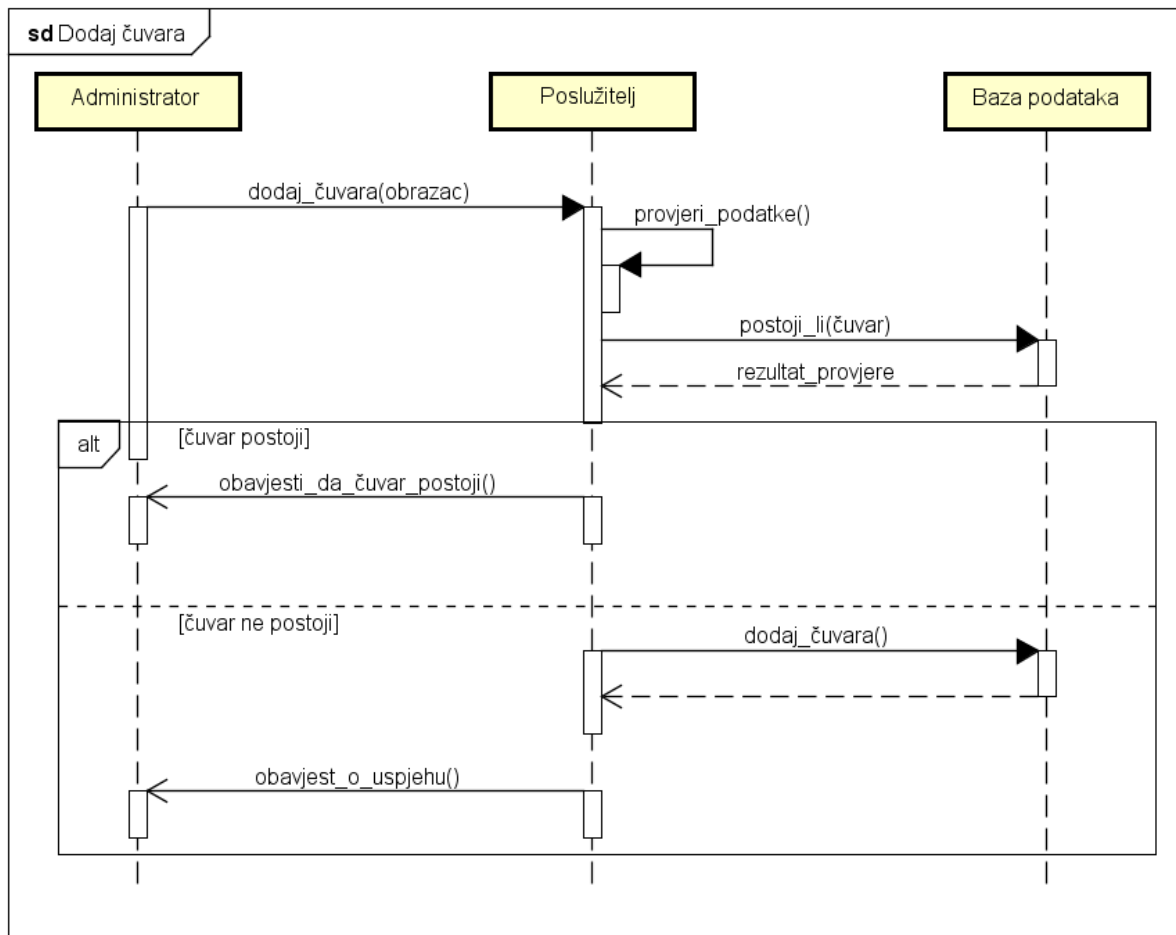 sd Dodaj čuvara
Administrator
Poslužitelj
Baza podataka
dodaj_čuvara(obrazac)
provjeri_podatke()
postoji_li(čuvar)
rezultat_provjere
alt
[čuvar postoji]
obavjesti_da_čuvar_postoji()
[čuvar ne postoji]
dodaj_čuvara()
obavjest_o_uspjehu()